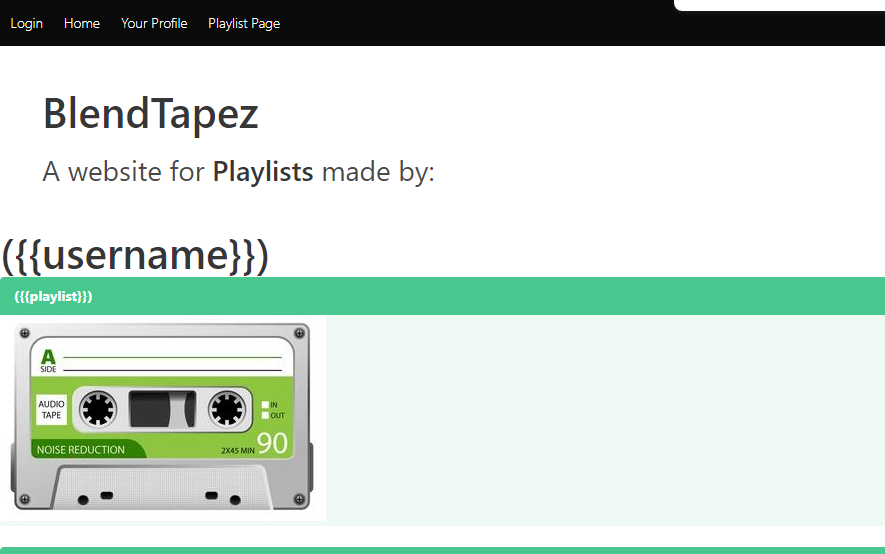 Login Home Your Profile Playlist Page
BlendTapez
A website for Playlists made by:
({{username}})
({{playlist}})
A
SIDE
AUDIO
TAPE
IN
OUT
NOISE REDUCTION
2X45 MIN 90